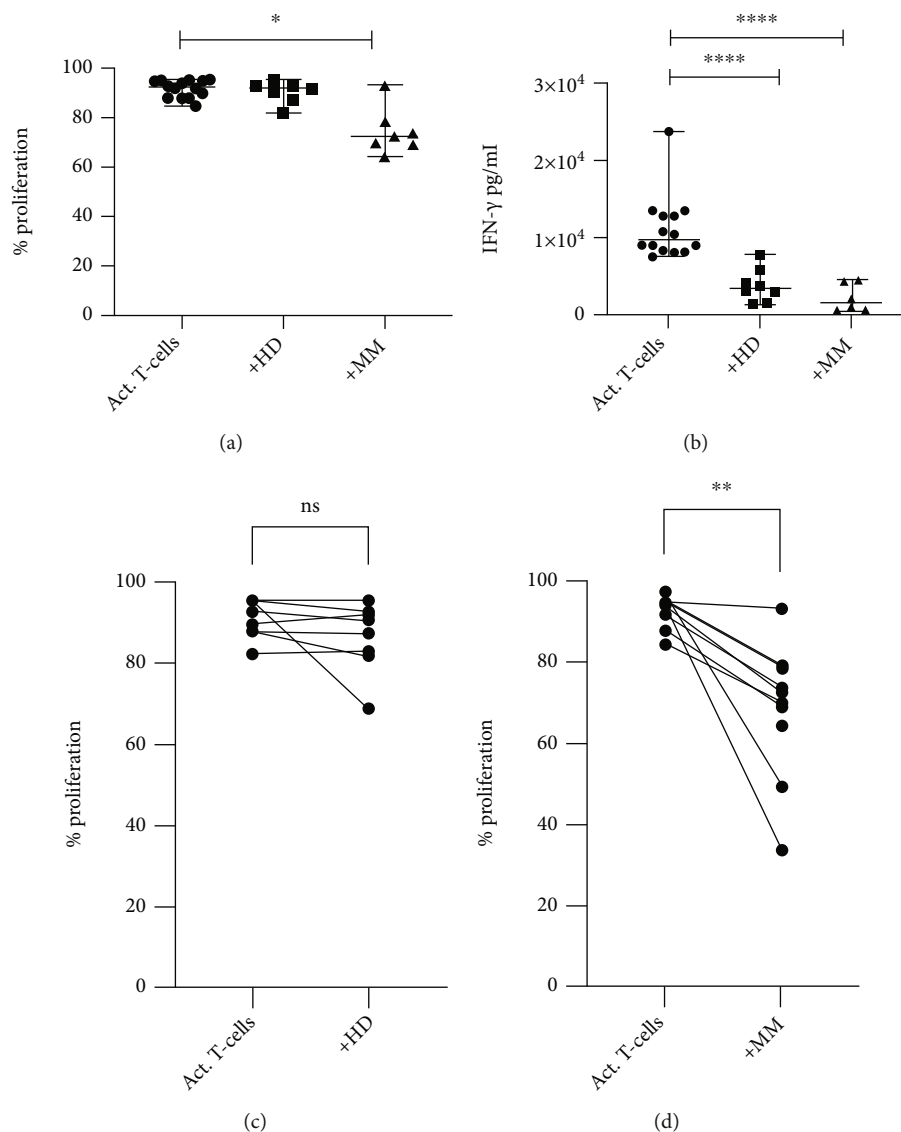 *
% proliferation
100
80
60
40
20
0
Act. T-cells
+HD
+MM
(a)
****
****
IFN-γ pg/ml
3×10⁴
2×10⁴
1×10⁴
0
Act. T-cells
+HD
+MM
(b)
ns
% proliferation
100
80
60
40
20
0
Act. T-cells
+HD
(c)
**
% proliferation
100
80
60
40
20
0
Act. T-cells
+MM
(d)